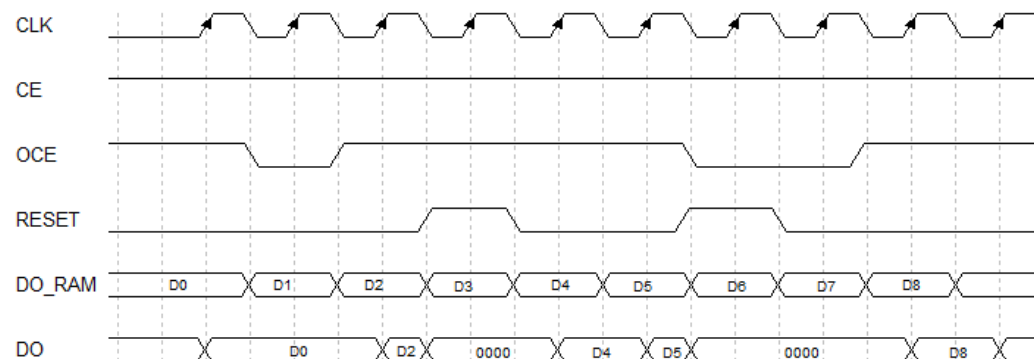 CLK
CE
OCE
RESET
DO_RAM D0 D1 D2 D3 D4 D5 D6 D7 D8
DO D0 D2 0000 D4 D5 0000 D8